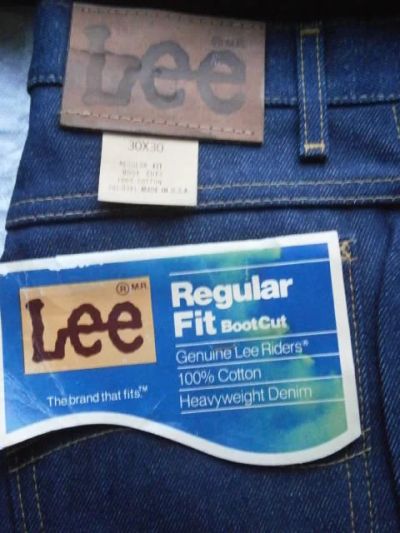 ® M.R.
Lee
30X30
REGULAR FIT
BOOT CUT
100% COTTON
MADE IN U.S.A.
® M.R.
Lee
The brand that fits.™
Regular
Fit BootCut
Genuine Lee Riders®
100% Cotton
Heavyweight Denim